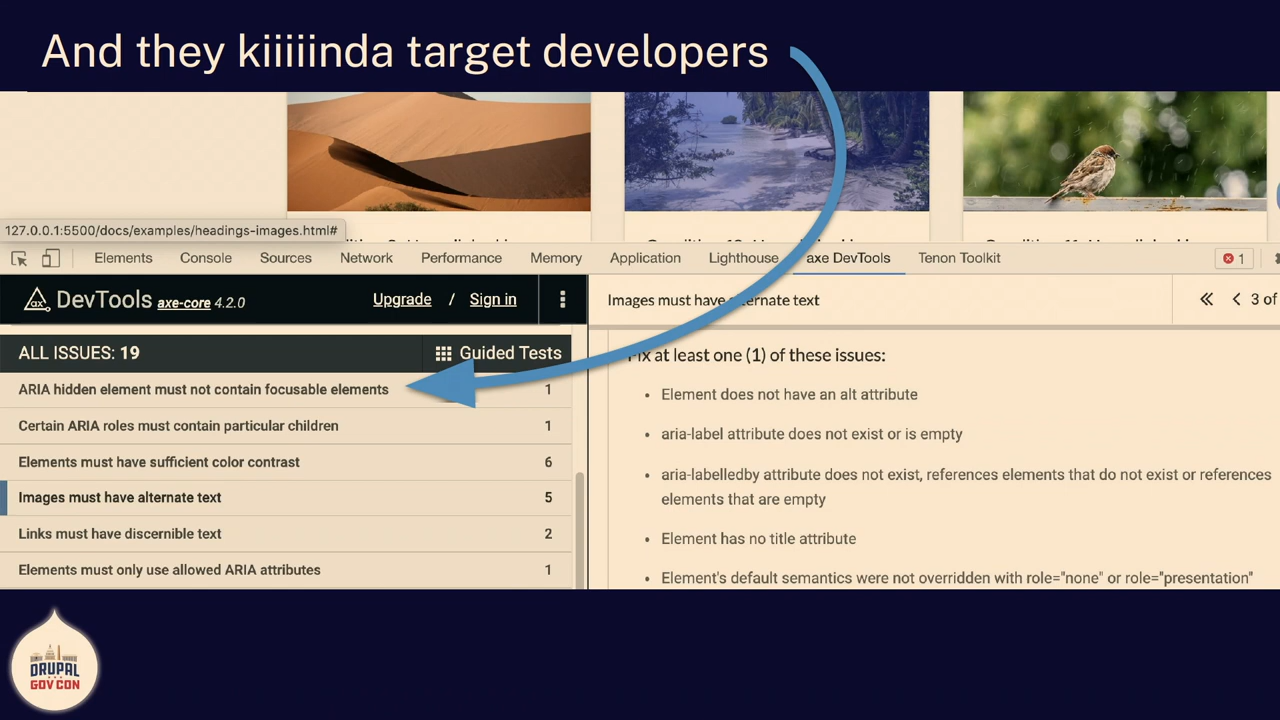 And they kiiiiinda target developers
127.0.0.1:5500/docs/examples/headings-images.html#
Elements Console Sources Network Performance Memory Application Lighthouse axe DevTools Tenon Toolkit 1
ax DevTools axe-core 4.2.0 Upgrade / Sign in
Images must have alternate text 3 of
ALL ISSUES: 19 Guided Tests
ARIA hidden element must not contain focusable elements 1
Certain ARIA roles must contain particular children 1
Elements must have sufficient color contrast 6
Images must have alternate text 5
Links must have discernible text 2
Elements must only use allowed ARIA attributes 1
Fix at least one (1) of these issues:
• Element does not have an alt attribute
• aria-label attribute does not exist or is empty
• aria-labelledby attribute does not exist, references elements that do not exist or references
elements that are empty
• Element has no title attribute
• Element's default semantics were not overridden with role="none" or role="presentation"
DRUPAL
GOV CON